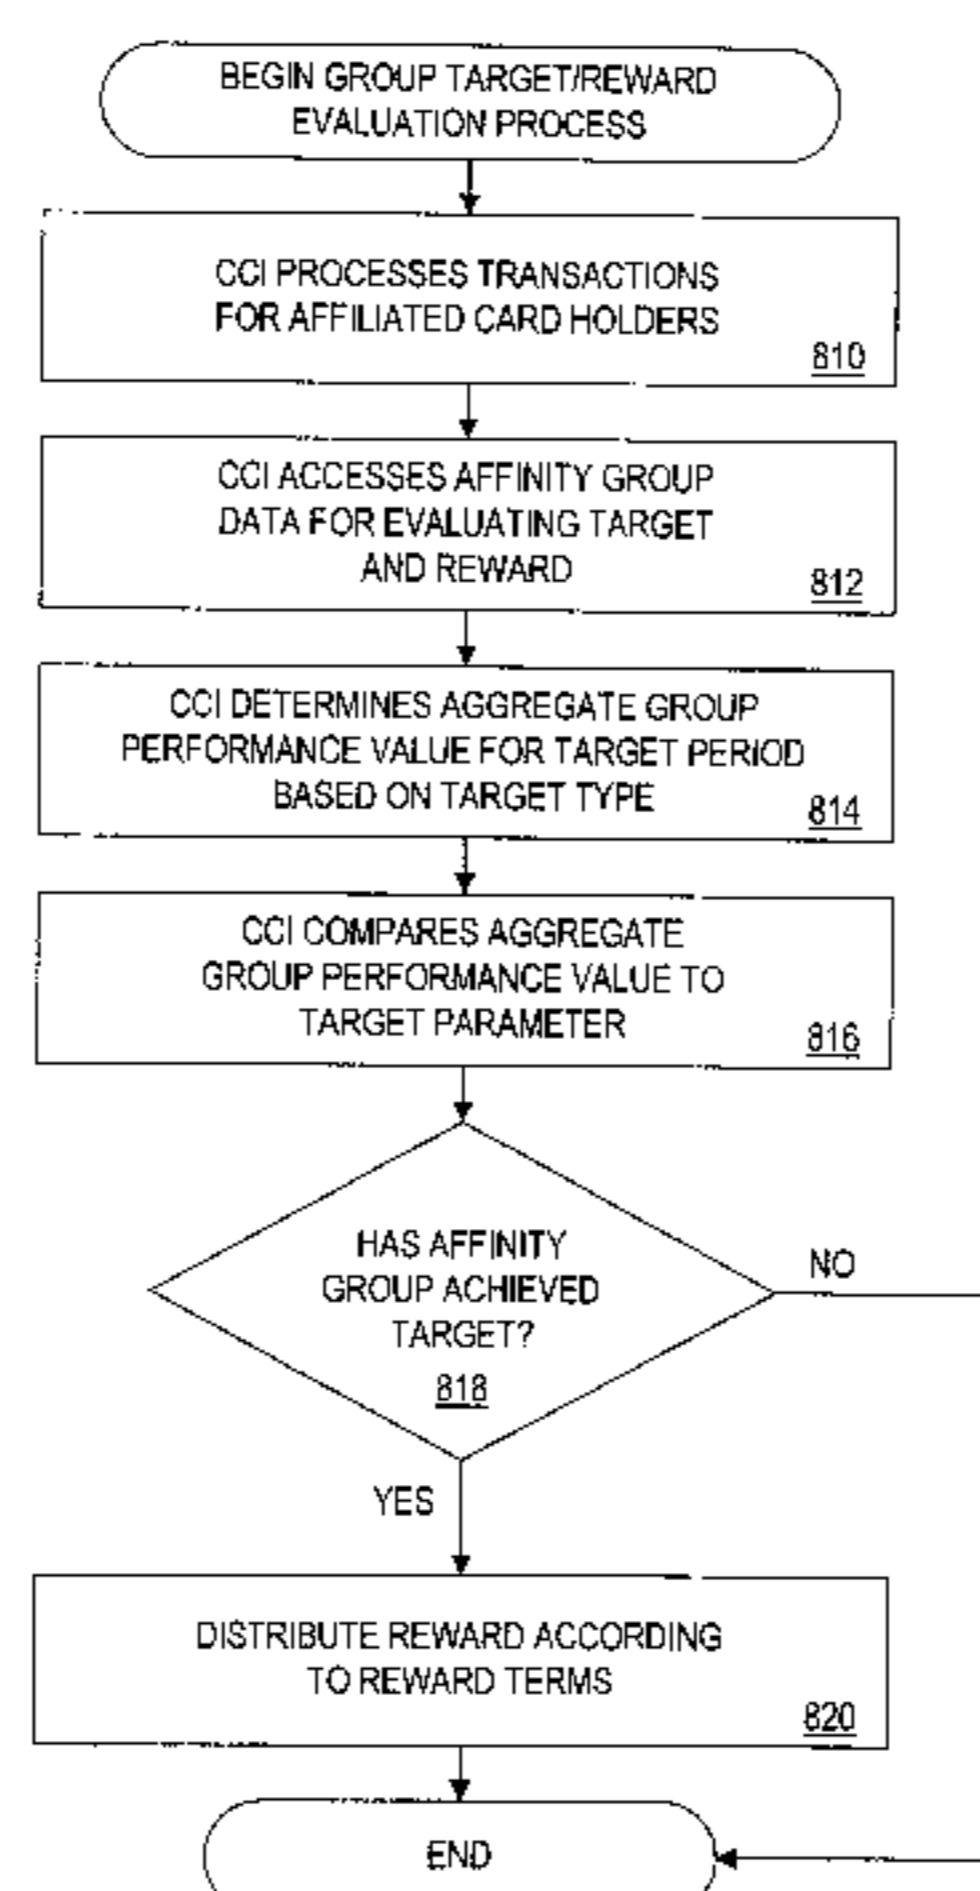 BEGIN GROUP TARGET/REWARD
EVALUATION PROCESS
CCI PROCESSES TRANSACTIONS
FOR AFFILIATED CARD HOLDERS
810
CCI ACCESSES AFFINITY GROUP
DATA FOR EVALUATING TARGET
AND REWARD
812
CCI DETERMINES AGGREGATE GROUP
PERFORMANCE VALUE FOR TARGET PERIOD
BASED ON TARGET TYPE
814
CCI COMPARES AGGREGATE
GROUP PERFORMANCE VALUE TO
TARGET PARAMETER
816
HAS AFFINITY
GROUP ACHIEVED
TARGET?
818
NO
YES
DISTRIBUTE REWARD ACCORDING
TO REWARD TERMS
820
END